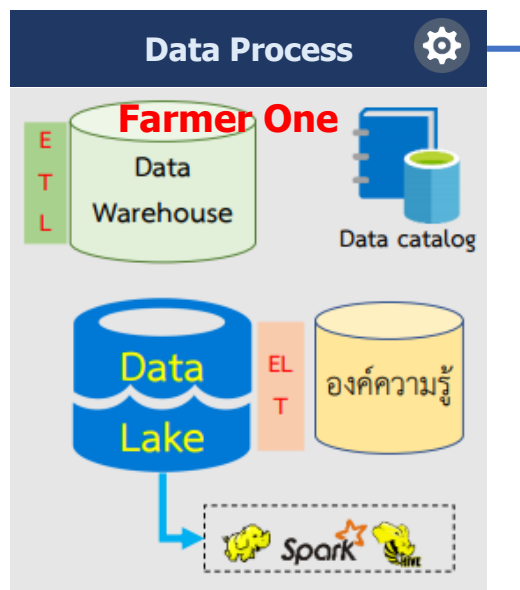 Data Process
Farmer One
E
T
L
Data
Warehouse
Data catalog
Data
Lake
EL
T
องค์ความรู้
Spark
HIVE